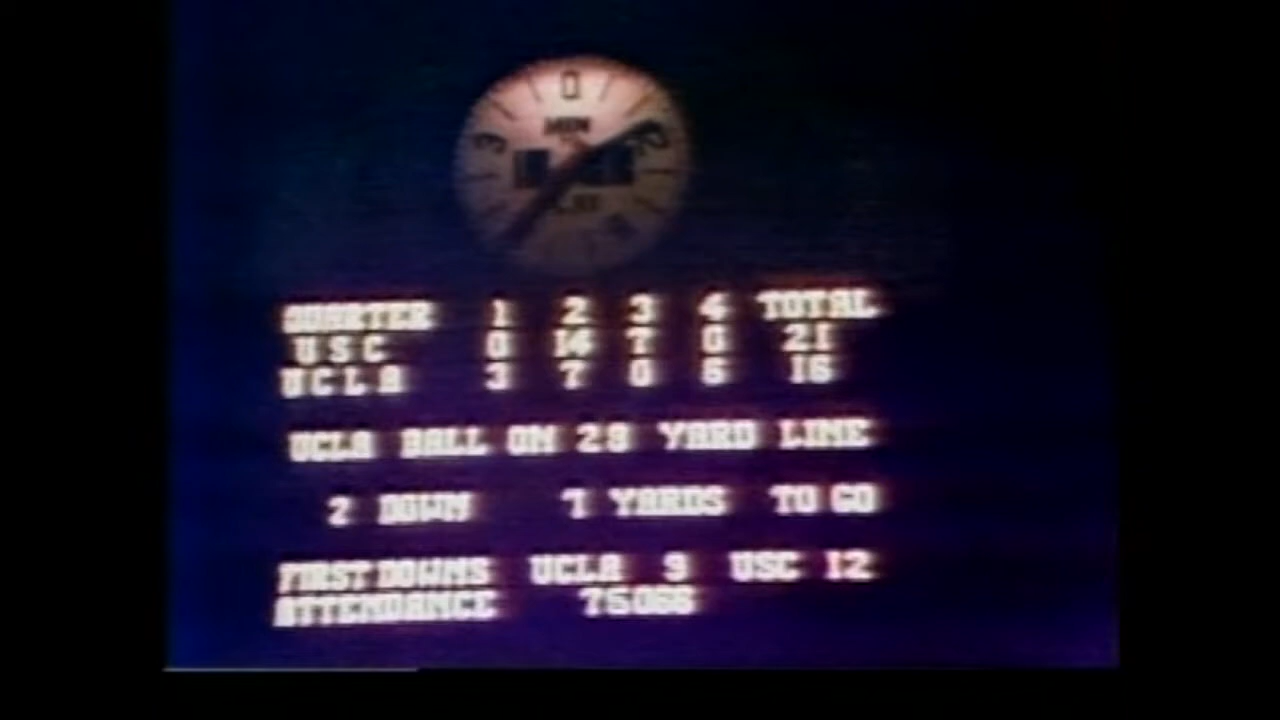 0
MIN
QUARTER 1 2 3 4 TOTAL
USC 0 14 7 0 21
UCLA 3 7 0 6 16
UCLA BALL ON 28 YARD LINE
2 DOWN 7 YARDS TO GO
FIRST DOWNS UCLA 9 USC 12
ATTENDANCE 75066